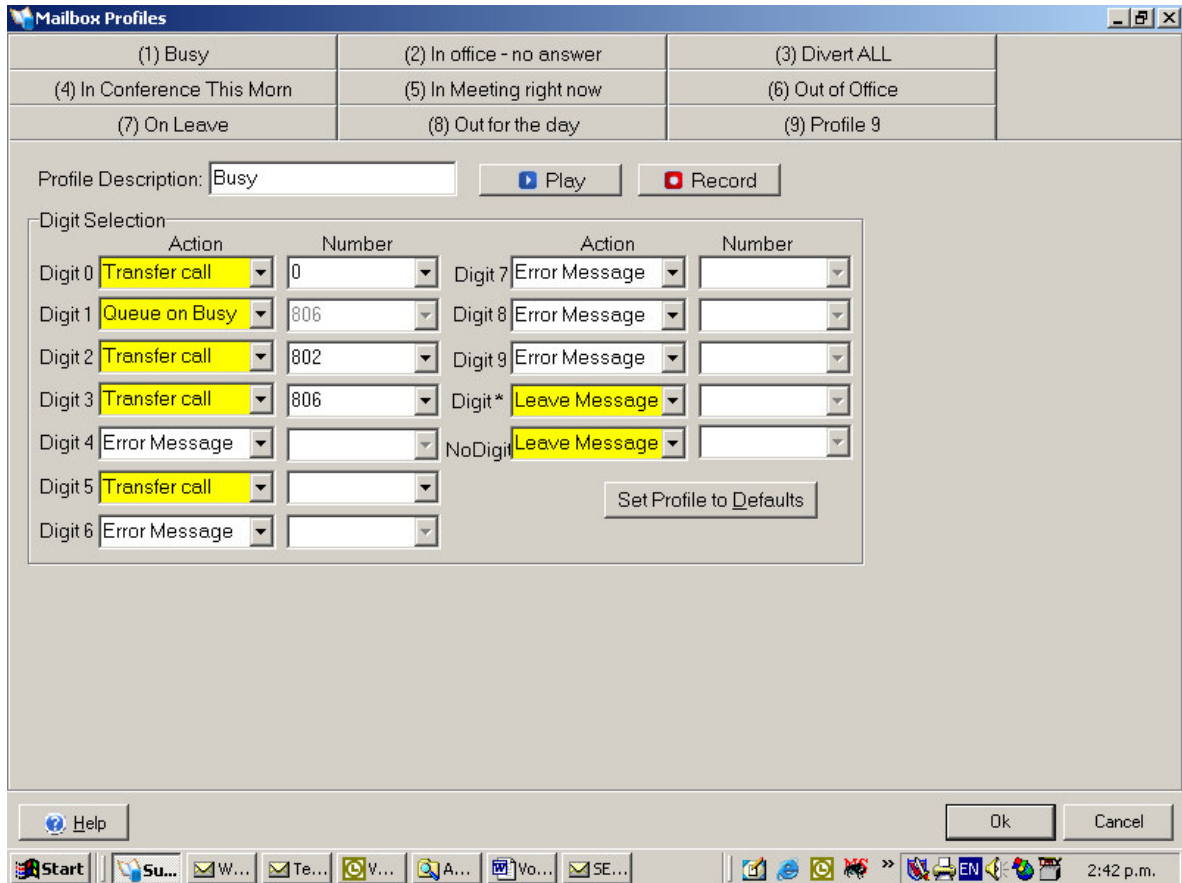 Mailbox Profiles
(1) Busy (2) In office - no answer (3) Divert ALL
(4) In Conference This Morn (5) In Meeting right now (6) Out of Office
(7) On Leave (8) Out for the day (9) Profile 9
Profile Description: Busy Play Record
Digit Selection
Action Number Action Number
Digit 0 Transfer call 0 Digit 7 Error Message
Digit 1 Queue on Busy 806 Digit 8 Error Message
Digit 2 Transfer call 802 Digit 9 Error Message
Digit 3 Transfer call 806 Digit * Leave Message
Digit 4 Error Message NoDigit Leave Message
Digit 5 Transfer call Set Profile to Defaults
Digit 6 Error Message
Help Ok Cancel
Start Su... W... Te... V... A... Vo... SE... » EN 2:42 p.m.